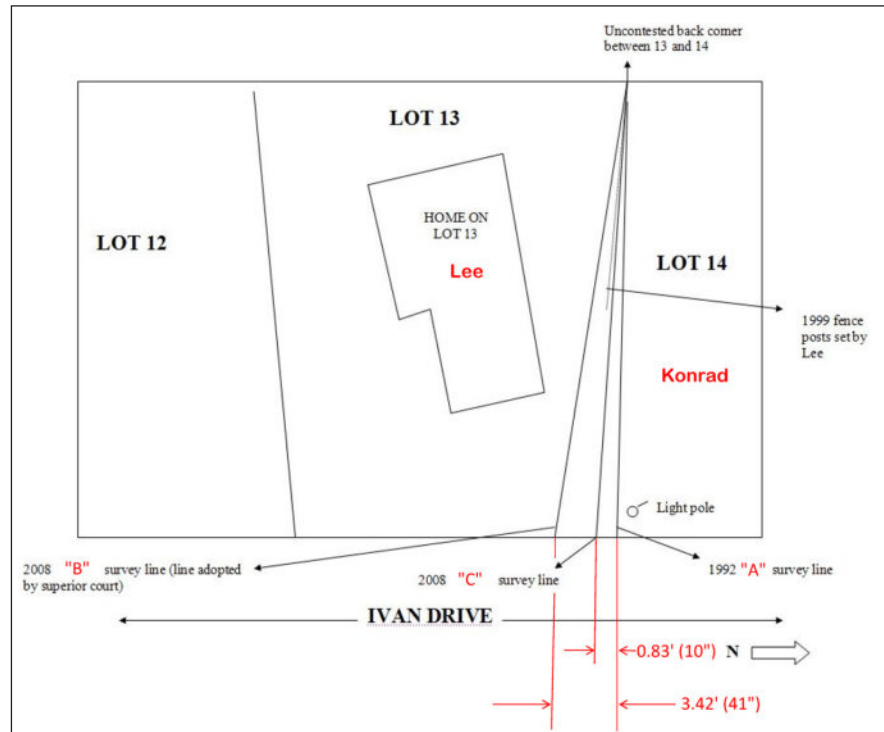 Uncontested back corner
between 13 and 14
LOT 13
HOME ON
LOT 13
Lee
LOT 12
LOT 14
1999 fence
posts set by
Lee
Konrad
Light pole
2008 "B" survey line (line adopted
by superior court)
2008 "C" survey line
1992 "A" survey line
IVAN DRIVE
0.83' (10") N
3.42' (41")